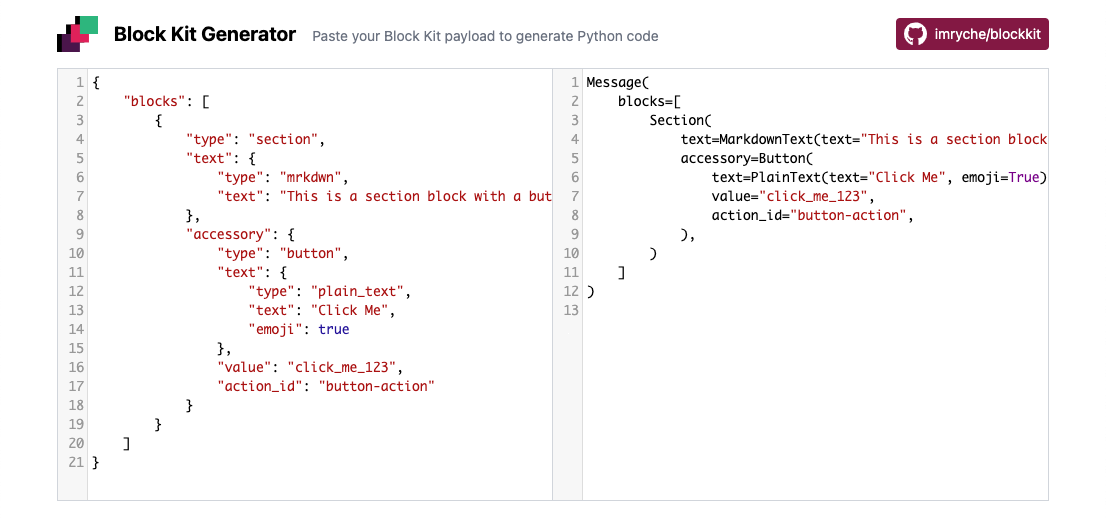 Block Kit Generator Paste your Block Kit payload to generate Python code imryche/blockkit
1 {
2 "blocks": [
3 {
4 "type": "section",
5 "text": {
6 "type": "mrkdwn",
7 "text": "This is a section block with a but
8 },
9 "accessory": {
10 "type": "button",
11 "text": {
12 "type": "plain_text",
13 "text": "Click Me",
14 "emoji": true
15 },
16 "value": "click_me_123",
17 "action_id": "button-action"
18 }
19 }
20 ]
21 }
1 Message(
2 blocks=[
3 Section(
4 text=MarkdownText(text="This is a section block
5 accessory=Button(
6 text=PlainText(text="Click Me", emoji=True)
7 value="click_me_123",
8 action_id="button-action",
9 ),
10 )
11 ]
12 )
13